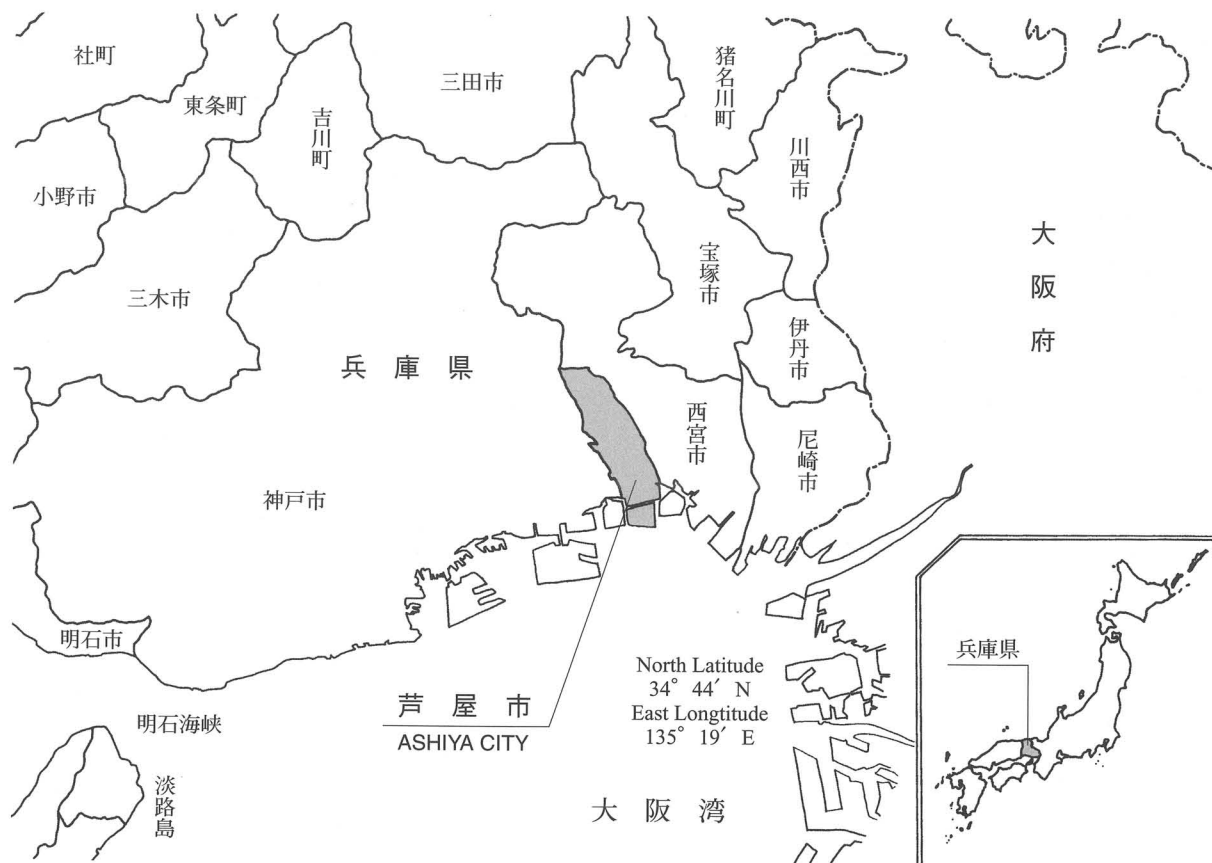 社町
東条町
吉川町
三田市
猪名川町
川西市
小野市
三木市
宝塚市
大阪府
伊丹市
兵庫県
西宮市
尼崎市
神戸市
明石市
明石海峡
淡路島
芦屋市
ASHIYA CITY
North Latitude
34° 44′ N
East Longtitude
135° 19′ E
大阪湾
兵庫県